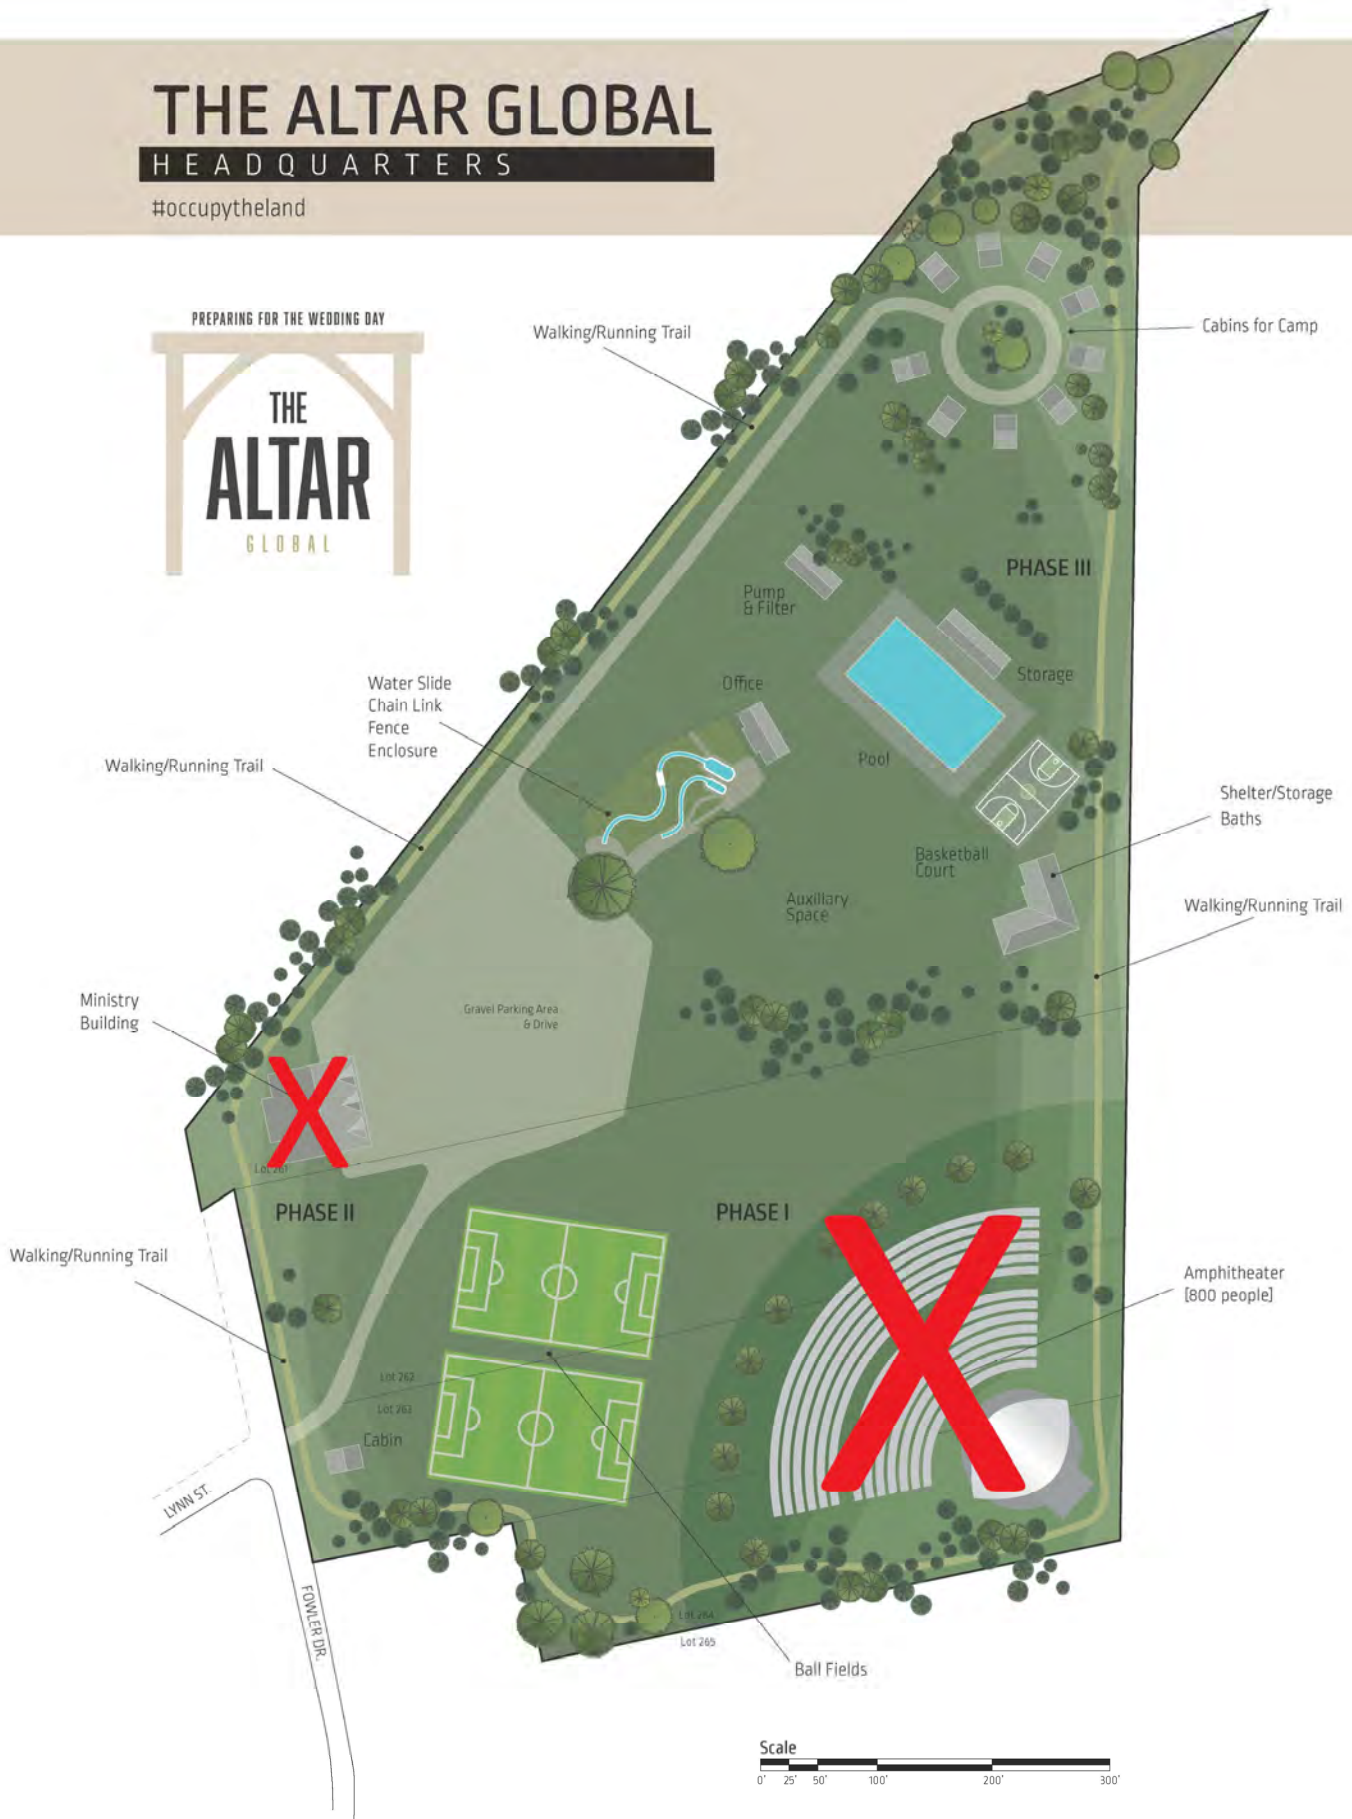 THE ALTAR GLOBAL
HEADQUARTERS
#occupytheland
PREPARING FOR THE WEDDING DAY
THE
ALTAR
GLOBAL
Walking/Running Trail
Cabins for Camp
PHASE III
Pump
& Filter
Storage
Office
Water Slide
Chain Link
Fence
Enclosure
Pool
Walking/Running Trail
Shelter/Storage
Baths
Basketball
Court
Auxillary
Space
Walking/Running Trail
Ministry
Building
Gravel Parking Area
& Drive
Lot 261
PHASE II
PHASE I
Walking/Running Trail
Amphitheater
[800 people]
Lot 262
Lot 263
Cabin
LYNN ST.
FOWLER DR.
Lot 264
Lot 265
Ball Fields
Scale
0' 25' 50' 100' 200' 300'